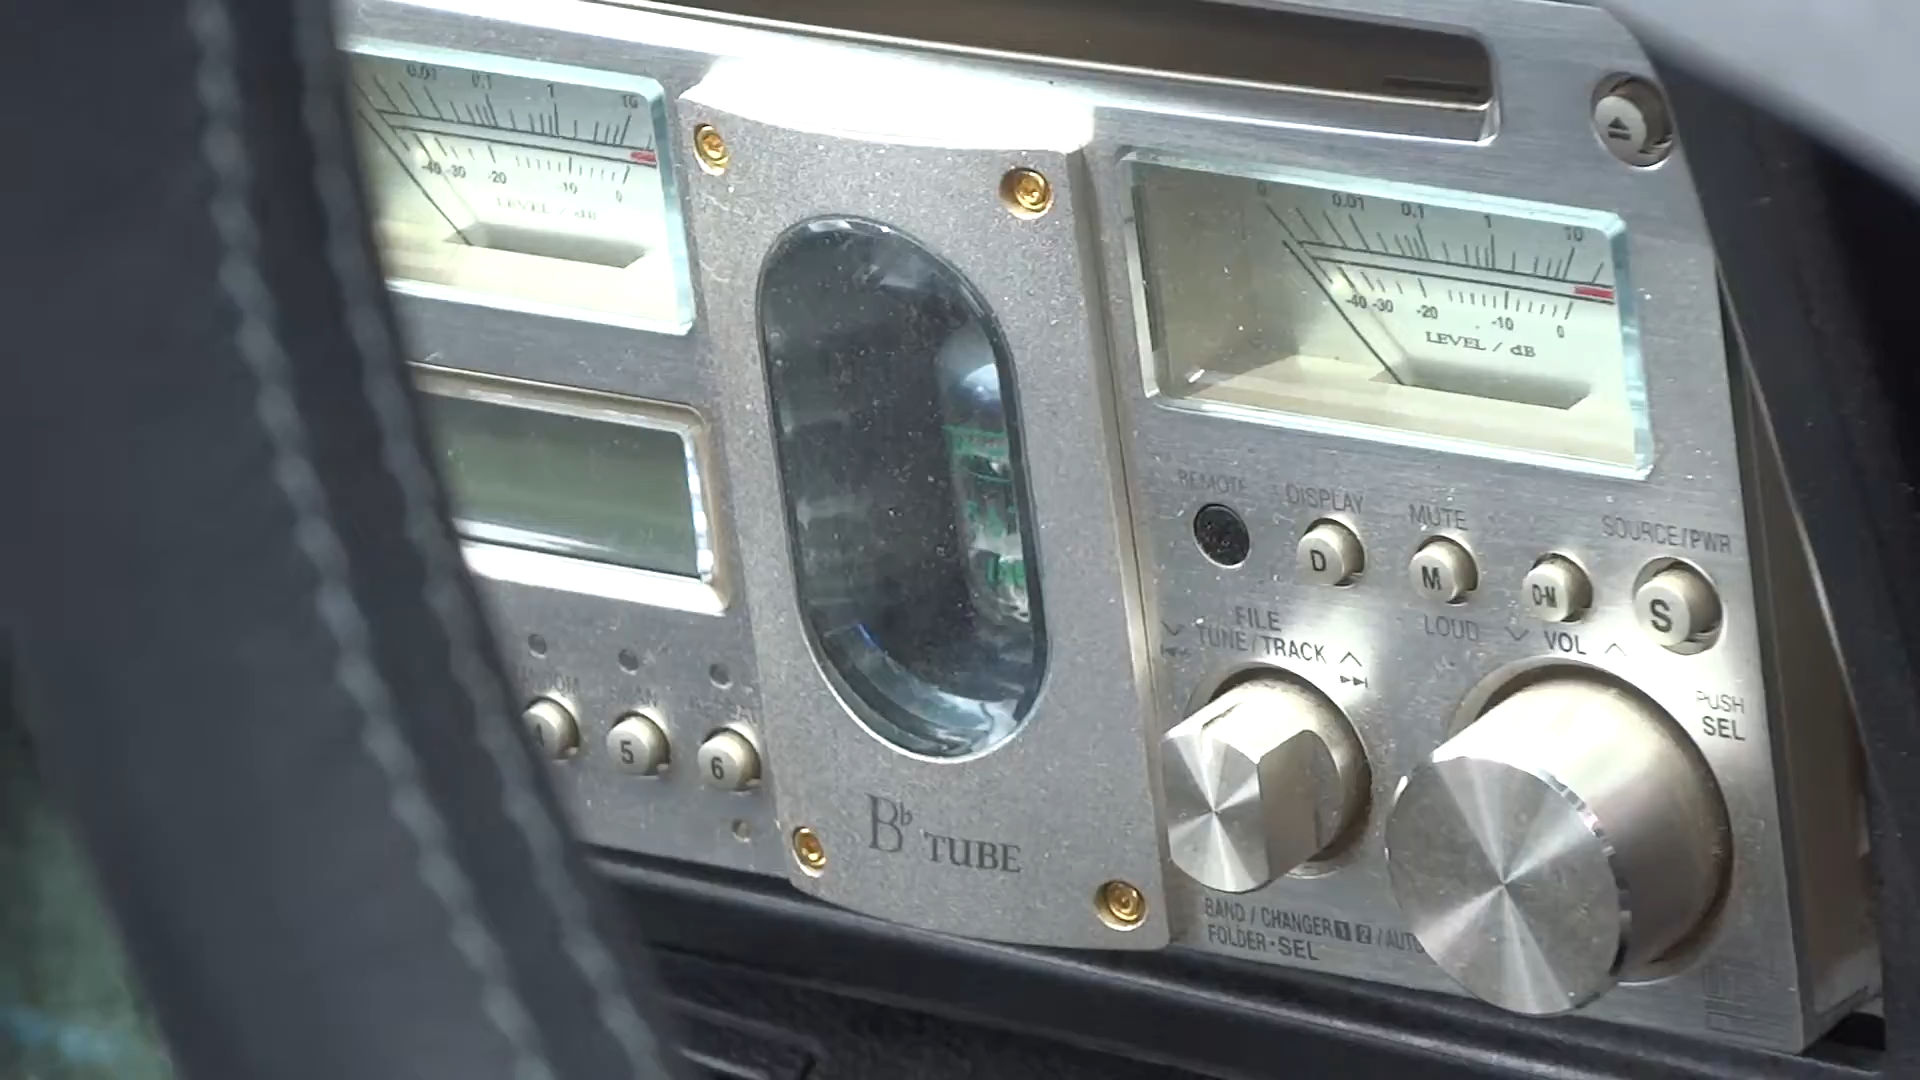 0.01 0.1 1 10
-40 -30 -20 -10 0
LEVEL / dB
0 0.01 0.1 1 10
-40 -30 -20 -10 0
LEVEL / dB
REMOTE DISPLAY MUTE SOURCE/PWR
D M D-M S
FILE LOUD VOL
TUNE/TRACK
PUSH
SEL
4 5 6
B♭ TUBE
BAND / CHANGER 1 2 / AUTO
FOLDER·SEL